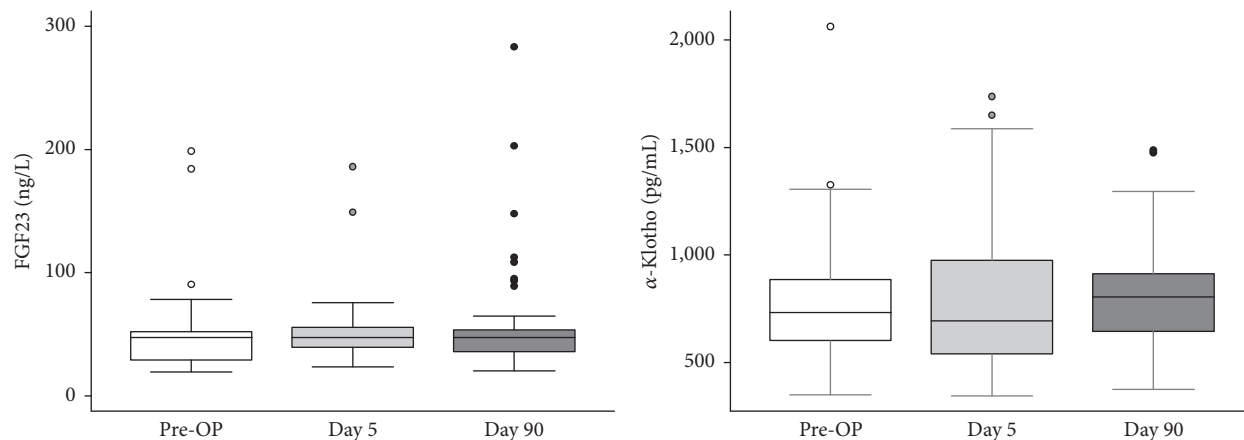 FGF23 (ng/L)
300
200
100
0
Pre-OP
Day 5
Day 90
α-Klotho (pg/mL)
2,000
1,500
1,000
500
Pre-OP
Day 5
Day 90